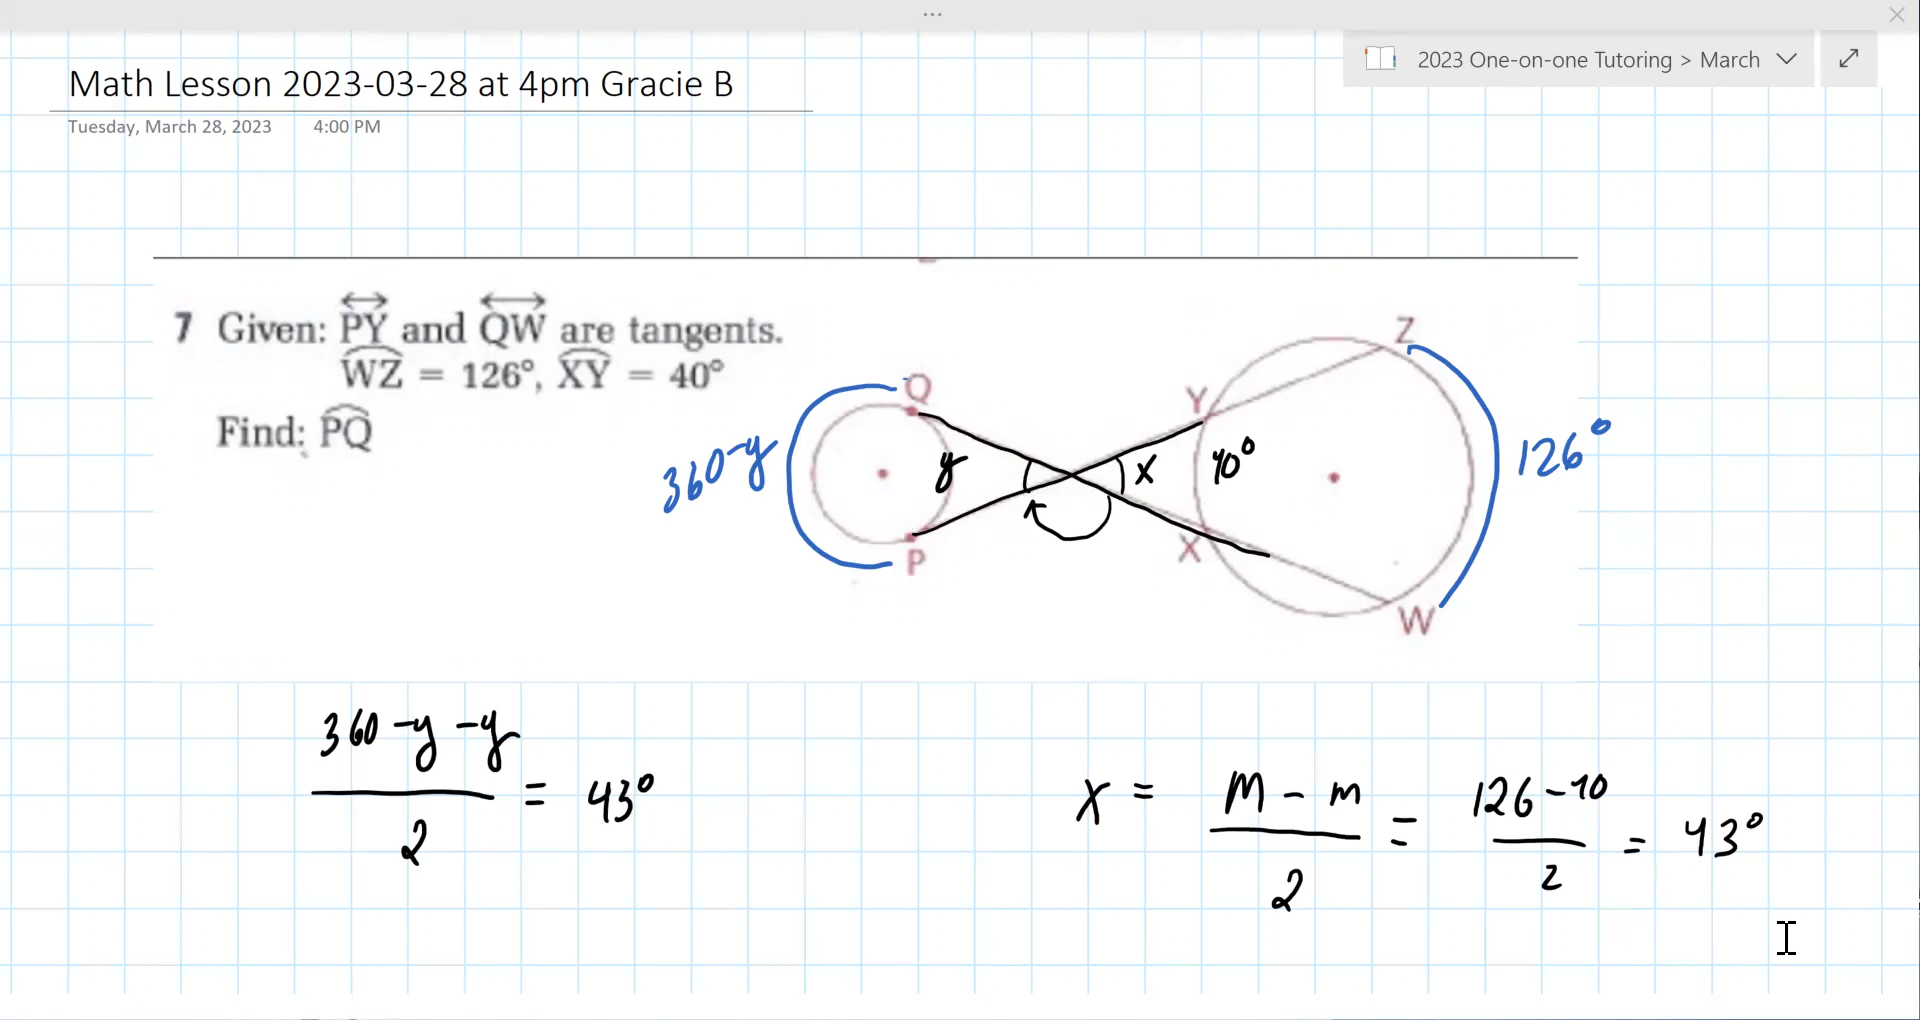 ...
2023 One-on-one Tutoring > March
Math Lesson 2023-03-28 at 4pm Gracie B
Tuesday, March 28, 2023 4:00 PM
7 Given: PY and QW are tangents.
WZ = 126°, XY = 40°
Find: PQ
Q
P
Y
X
Z
W
360-y
y
x
40°
126°
360-y-y
2
= 43°
x = M - m
2
= 126-40
2
= 43°